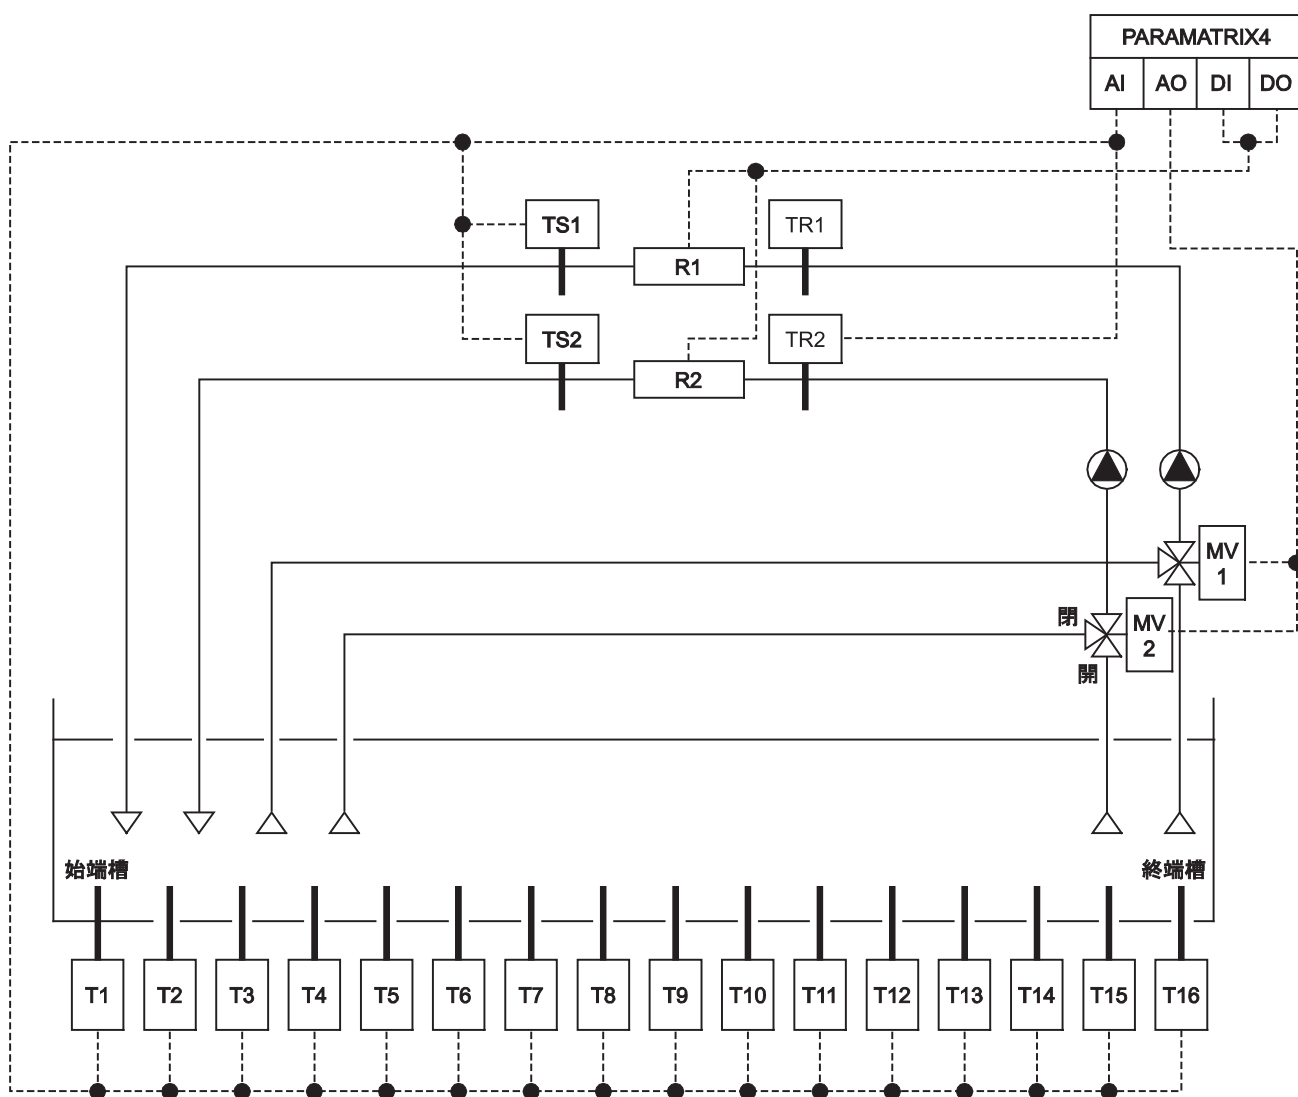 PARAMATRIX4
AI AO DI DO
TS1 TR1
R1
TS2 TR2
R2
MV
1
閉
MV
2
開
始端槽 終端槽
T1 T2 T3 T4 T5 T6 T7 T8 T9 T10 T11 T12 T13 T14 T15 T16